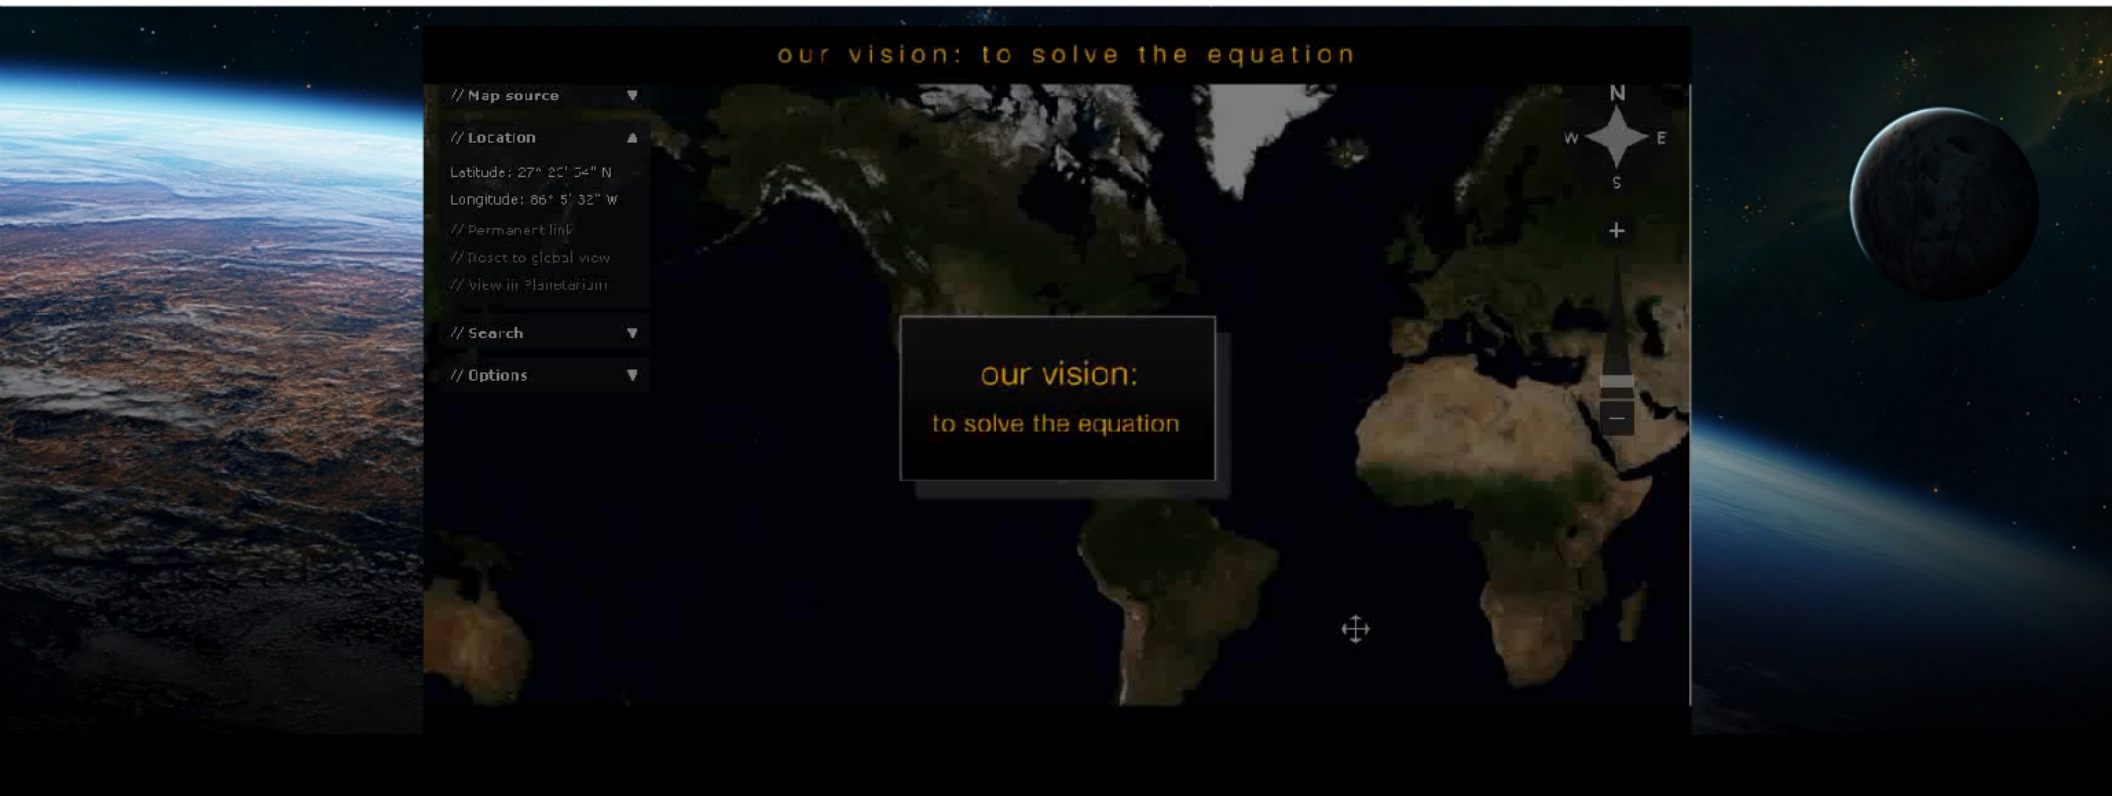 our vision: to solve the equation
// Map source
// Location
Latitude: 27° 54" N
Longitude: 86° 5' 32" W
// Permanent link
// Reset to global view
// View in Planetarium
// Search
// Options
N
W E
S
+
–
our vision:
to solve the equation